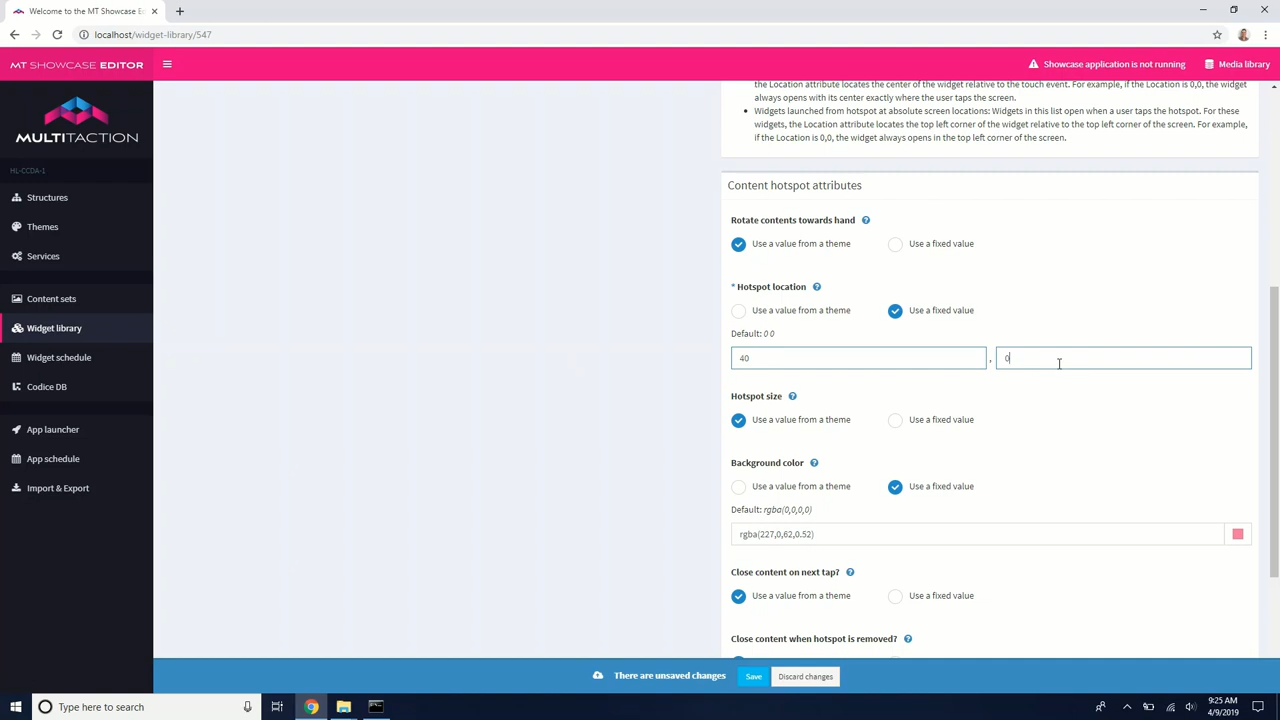 Welcome to the MT Showcase Ed
localhost/widget-library/547
MT SHOWCASE EDITOR
Showcase application is not running
Media library
MULTITACTION
HL-CCDA-1
Structures
Themes
Services
Content sets
Widget library
Widget schedule
Codice DB
App launcher
App schedule
Import & Export
the Location attribute locates the center of the widget relative to the touch event. For example, if the Location is 0,0, the widget
always opens with its center exactly where the user taps the screen.
• Widgets launched from hotspot at absolute screen locations: Widgets in this list open when a user taps the hotspot. For these
widgets, the Location attribute locates the top left corner of the widget relative to the top left corner of the screen. For example,
if the Location is 0,0, the widget always opens in the top left corner of the screen.
Content hotspot attributes
Rotate contents towards hand ?
Use a value from a theme Use a fixed value
* Hotspot location ?
Use a value from a theme Use a fixed value
Default: 0 0
40 , 0
Hotspot size ?
Use a value from a theme Use a fixed value
Background color ?
Use a value from a theme Use a fixed value
Default: rgba(0,0,0,0)
rgba(227,0,62,0.52)
Close content on next tap? ?
Use a value from a theme Use a fixed value
Close content when hotspot is removed? ?
There are unsaved changes Save Discard changes
Type here to search
9:25 AM
4/9/2019